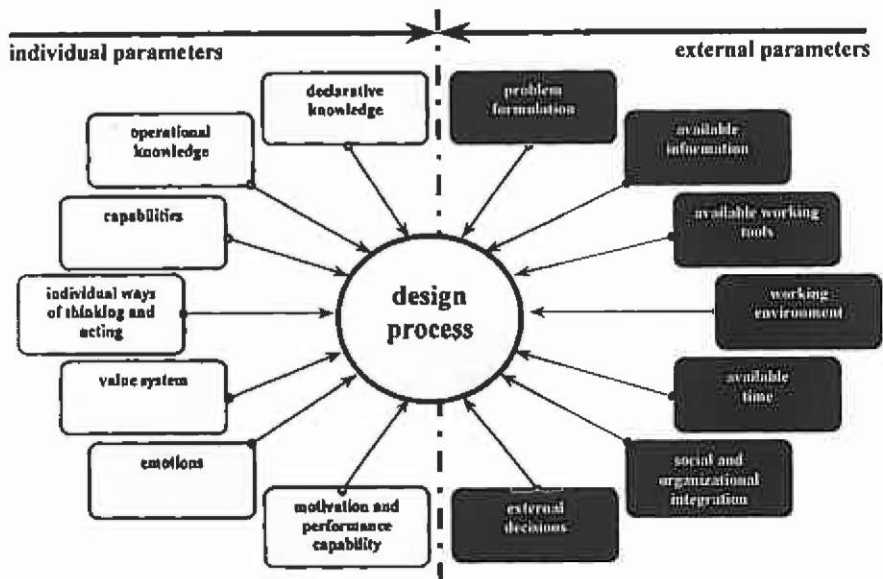 individual parameters
external parameters
declarative
knowledge
problem
formulation
operational
knowledge
available
information
capabilities
available working
tools
individual ways
of thinking and
acting
design
process
working
environment
value system
available
time
emotions
social and
organizational
integration
motivation and
performance
capability
external
decisions